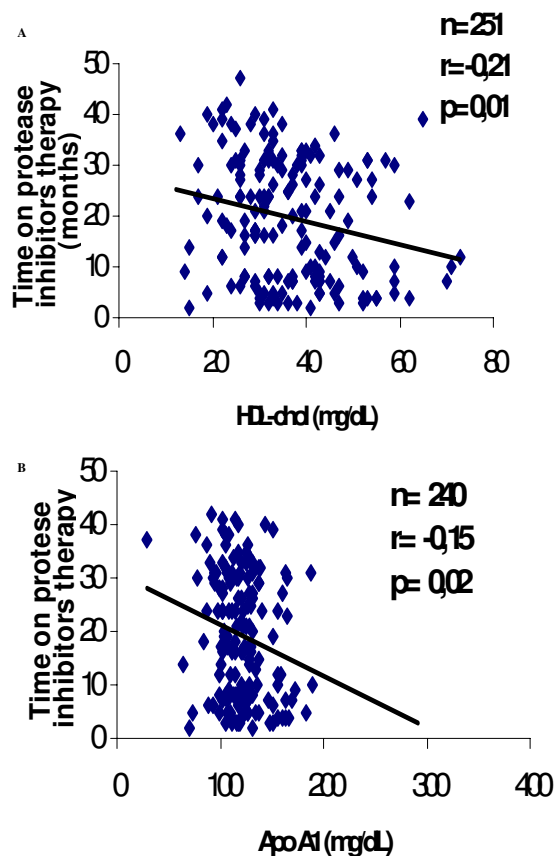 A
n=251
r=-0,21
p=0,01
Time on protease
inhibitors therapy
(months)
50
40
30
20
10
0
0 20 40 60 80
HDL-chol (mg/dL)
B
n= 240
r= -0,15
p= 0,02
Time on protese
inhibitors therapy
50
40
30
20
10
0
0 100 200 300 400
Apo A1 (mg/dL)